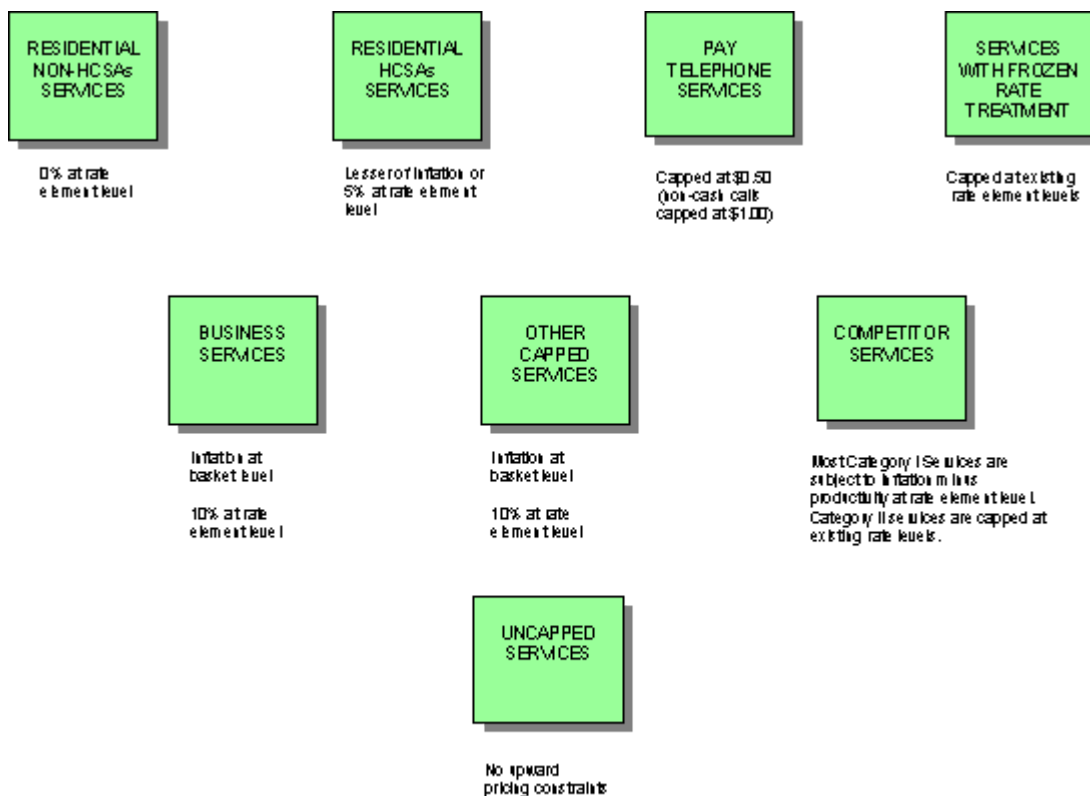 RESIDENTIAL
NON-HCSAs
SERVICES
0% at rate
element level
RESIDENTIAL
HCSAs
SERVICES
Lesser of Inflation or
5% at rate element
level
PAY
TELEPHONE
SERVICES
Capped at $0.50
(non-cash calls
capped at $1.00)
SERVICES
WITH FROZEN
RATE
TREATMENT
Capped at existing
rate element levels
BUSINESS
SERVICES
Inflation at
basket level
10% at rate
element level
OTHER
CAPPED
SERVICES
Inflation at
basket level
10% at rate
element level
COMPETITOR
SERVICES
Most Category I Services are
subject to inflation minus
productivity at rate element level.
Category II services are capped at
existing rate levels.
UNCAPPED
SERVICES
No upward
pricing constraints